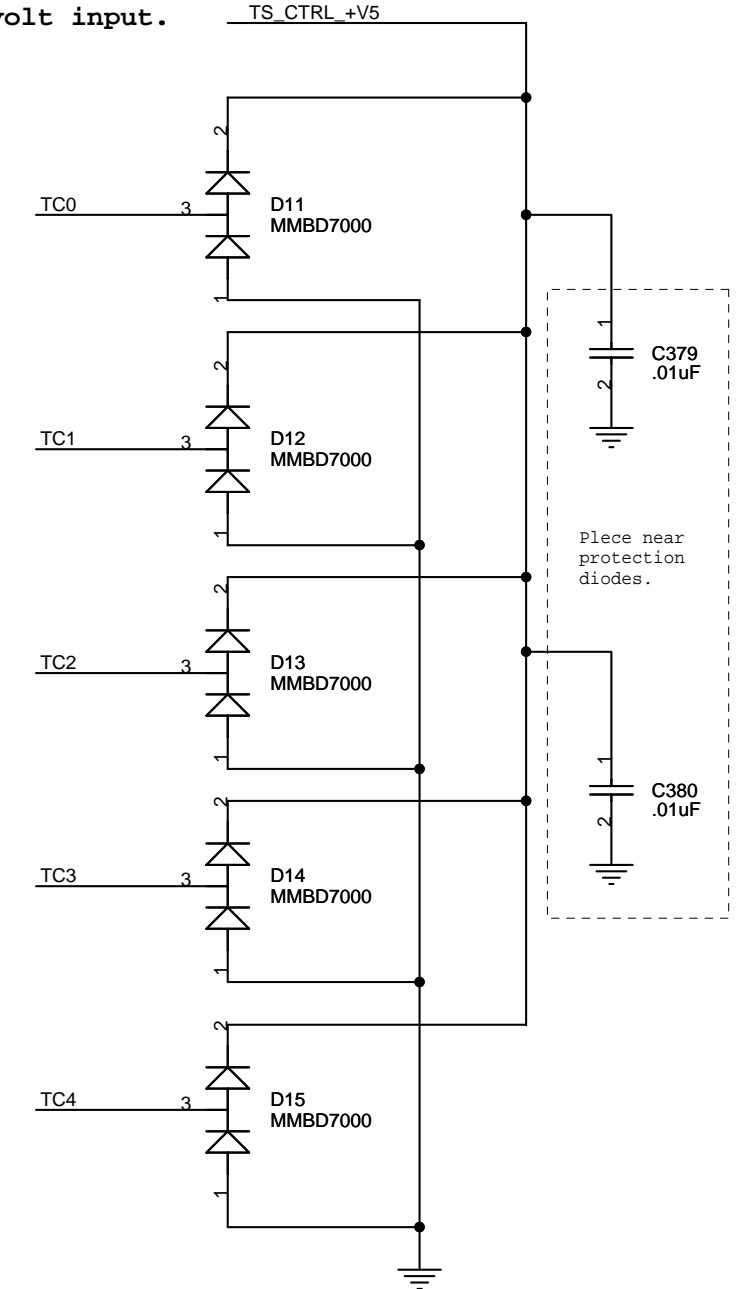 volt input.
TS_CTRL_+V5
2
TC0
3
D11
MMBD7000
1
1
C379
.01uF
2
2
TC1
3
D12
MMBD7000
1
Plece near
protection
diodes.
2
TC2
3
D13
MMBD7000
1
1
C380
.01uF
2
2
TC3
3
D14
MMBD7000
1
2
TC4
3
D15
MMBD7000
1